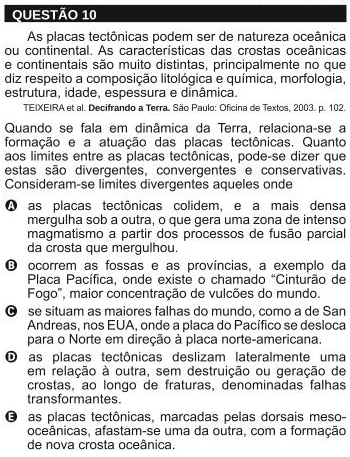 QUESTÃO 10
As placas tectônicas podem ser de natureza oceânica
ou continental. As características das crostas oceânicas
e continentais são muito distintas, principalmente no que
diz respeito a composição litológica e química, morfologia,
estrutura, idade, espessura e dinâmica.
TEIXEIRA et al. Decifrando a Terra. São Paulo: Oficina de Textos, 2003. p. 102.
Quando se fala em dinâmica da Terra, relaciona-se a
formação e a atuação das placas tectônicas. Quanto
aos limites entre as placas tectônicas, pode-se dizer que
estas são divergentes, convergentes e conservativas.
Consideram-se limites divergentes aqueles onde
A as placas tectônicas colidem, e a mais densa
mergulha sob a outra, o que gera uma zona de intenso
magmatismo a partir dos processos de fusão parcial
da crosta que mergulhou.
B ocorrem as fossas e as províncias, a exemplo da
Placa Pacífica, onde existe o chamado “Cinturão de
Fogo”, maior concentração de vulcões do mundo.
C se situam as maiores falhas do mundo, como a de San
Andreas, nos EUA, onde a placa do Pacífico se desloca
para o Norte em direção à placa norte-americana.
D as placas tectônicas deslizam lateralmente uma
em relação à outra, sem destruição ou geração de
crostas, ao longo de fraturas, denominadas falhas
transformantes.
E as placas tectônicas, marcadas pelas dorsais meso-
oceânicas, afastam-se uma da outra, com a formação
de nova crosta oceânica.